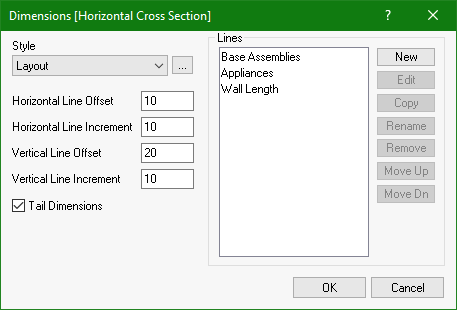 Dimensions [Horizontal Cross Section]
?
Style
Layout
...
Horizontal Line Offset 10
Horizontal Line Increment 10
Vertical Line Offset 20
Vertical Line Increment 10
Tail Dimensions
Lines
Base Assemblies
Appliances
Wall Length
New
Edit
Copy
Rename
Remove
Move Up
Move Dn
OK
Cancel